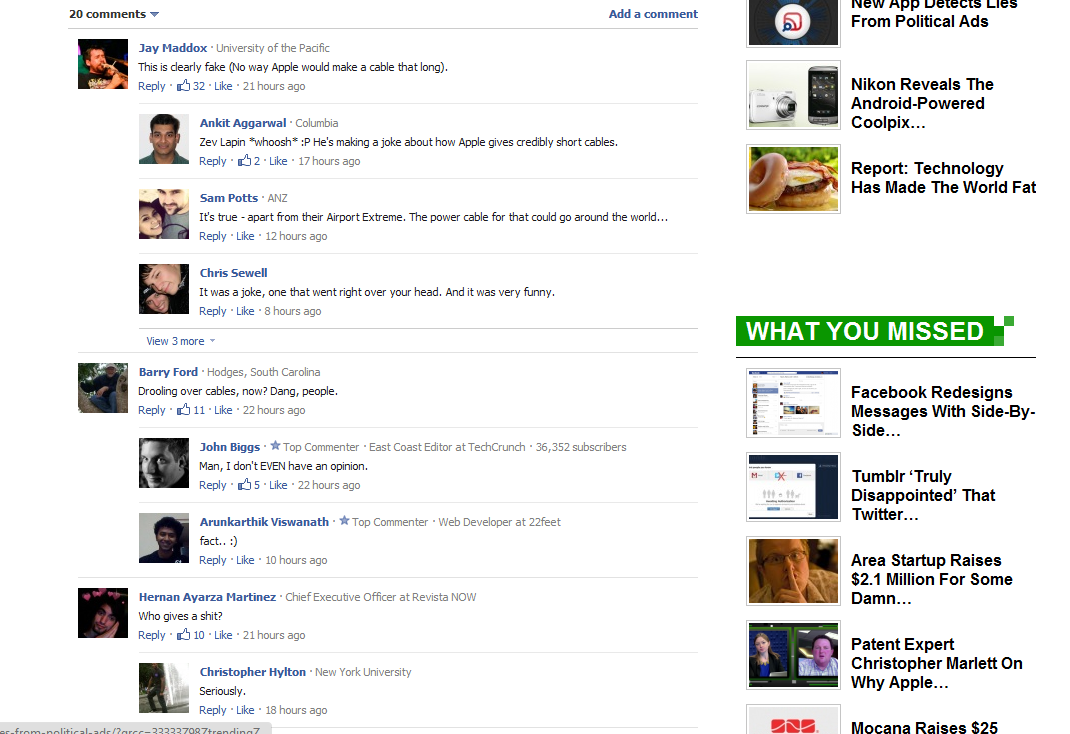 20 comments
Add a comment
Jay Maddox · University of the Pacific
This is clearly fake (No way Apple would make a cable that long).
Reply · 32 · Like · 21 hours ago
Ankit Aggarwal · Columbia
Zev Lapin *whoosh* :P He's making a joke about how Apple gives credibly short cables.
Reply · 2 · Like · 17 hours ago
Sam Potts · ANZ
It's true - apart from their Airport Extreme. The power cable for that could go around the world...
Reply · Like · 12 hours ago
Chris Sewell
It was a joke, one that went right over your head. And it was very funny.
Reply · Like · 8 hours ago
View 3 more
Barry Ford · Hodges, South Carolina
Drooling over cables, now? Dang, people.
Reply · 11 · Like · 22 hours ago
John Biggs · Top Commenter · East Coast Editor at TechCrunch · 36,352 subscribers
Man, I don't EVEN have an opinion.
Reply · 5 · Like · 22 hours ago
Arunkarthik Viswanath · Top Commenter · Web Developer at 22feet
fact.. :)
Reply · Like · 10 hours ago
Hernan Ayarza Martinez · Chief Executive Officer at Revista NOW
Who gives a shit?
Reply · 10 · Like · 21 hours ago
Christopher Hylton · New York University
Seriously.
Reply · Like · 18 hours ago
New App Detects Lies
From Political Ads
Nikon Reveals The
Android-Powered
Coolpix…
Report: Technology
Has Made The World Fat
WHAT YOU MISSED
Facebook Redesigns
Messages With Side-By-
Side…
Tumblr ‘Truly
Disappointed’ That
Twitter…
Area Startup Raises
$2.1 Million For Some
Damn…
Patent Expert
Christopher Marlett On
Why Apple…
Mocana Raises $25